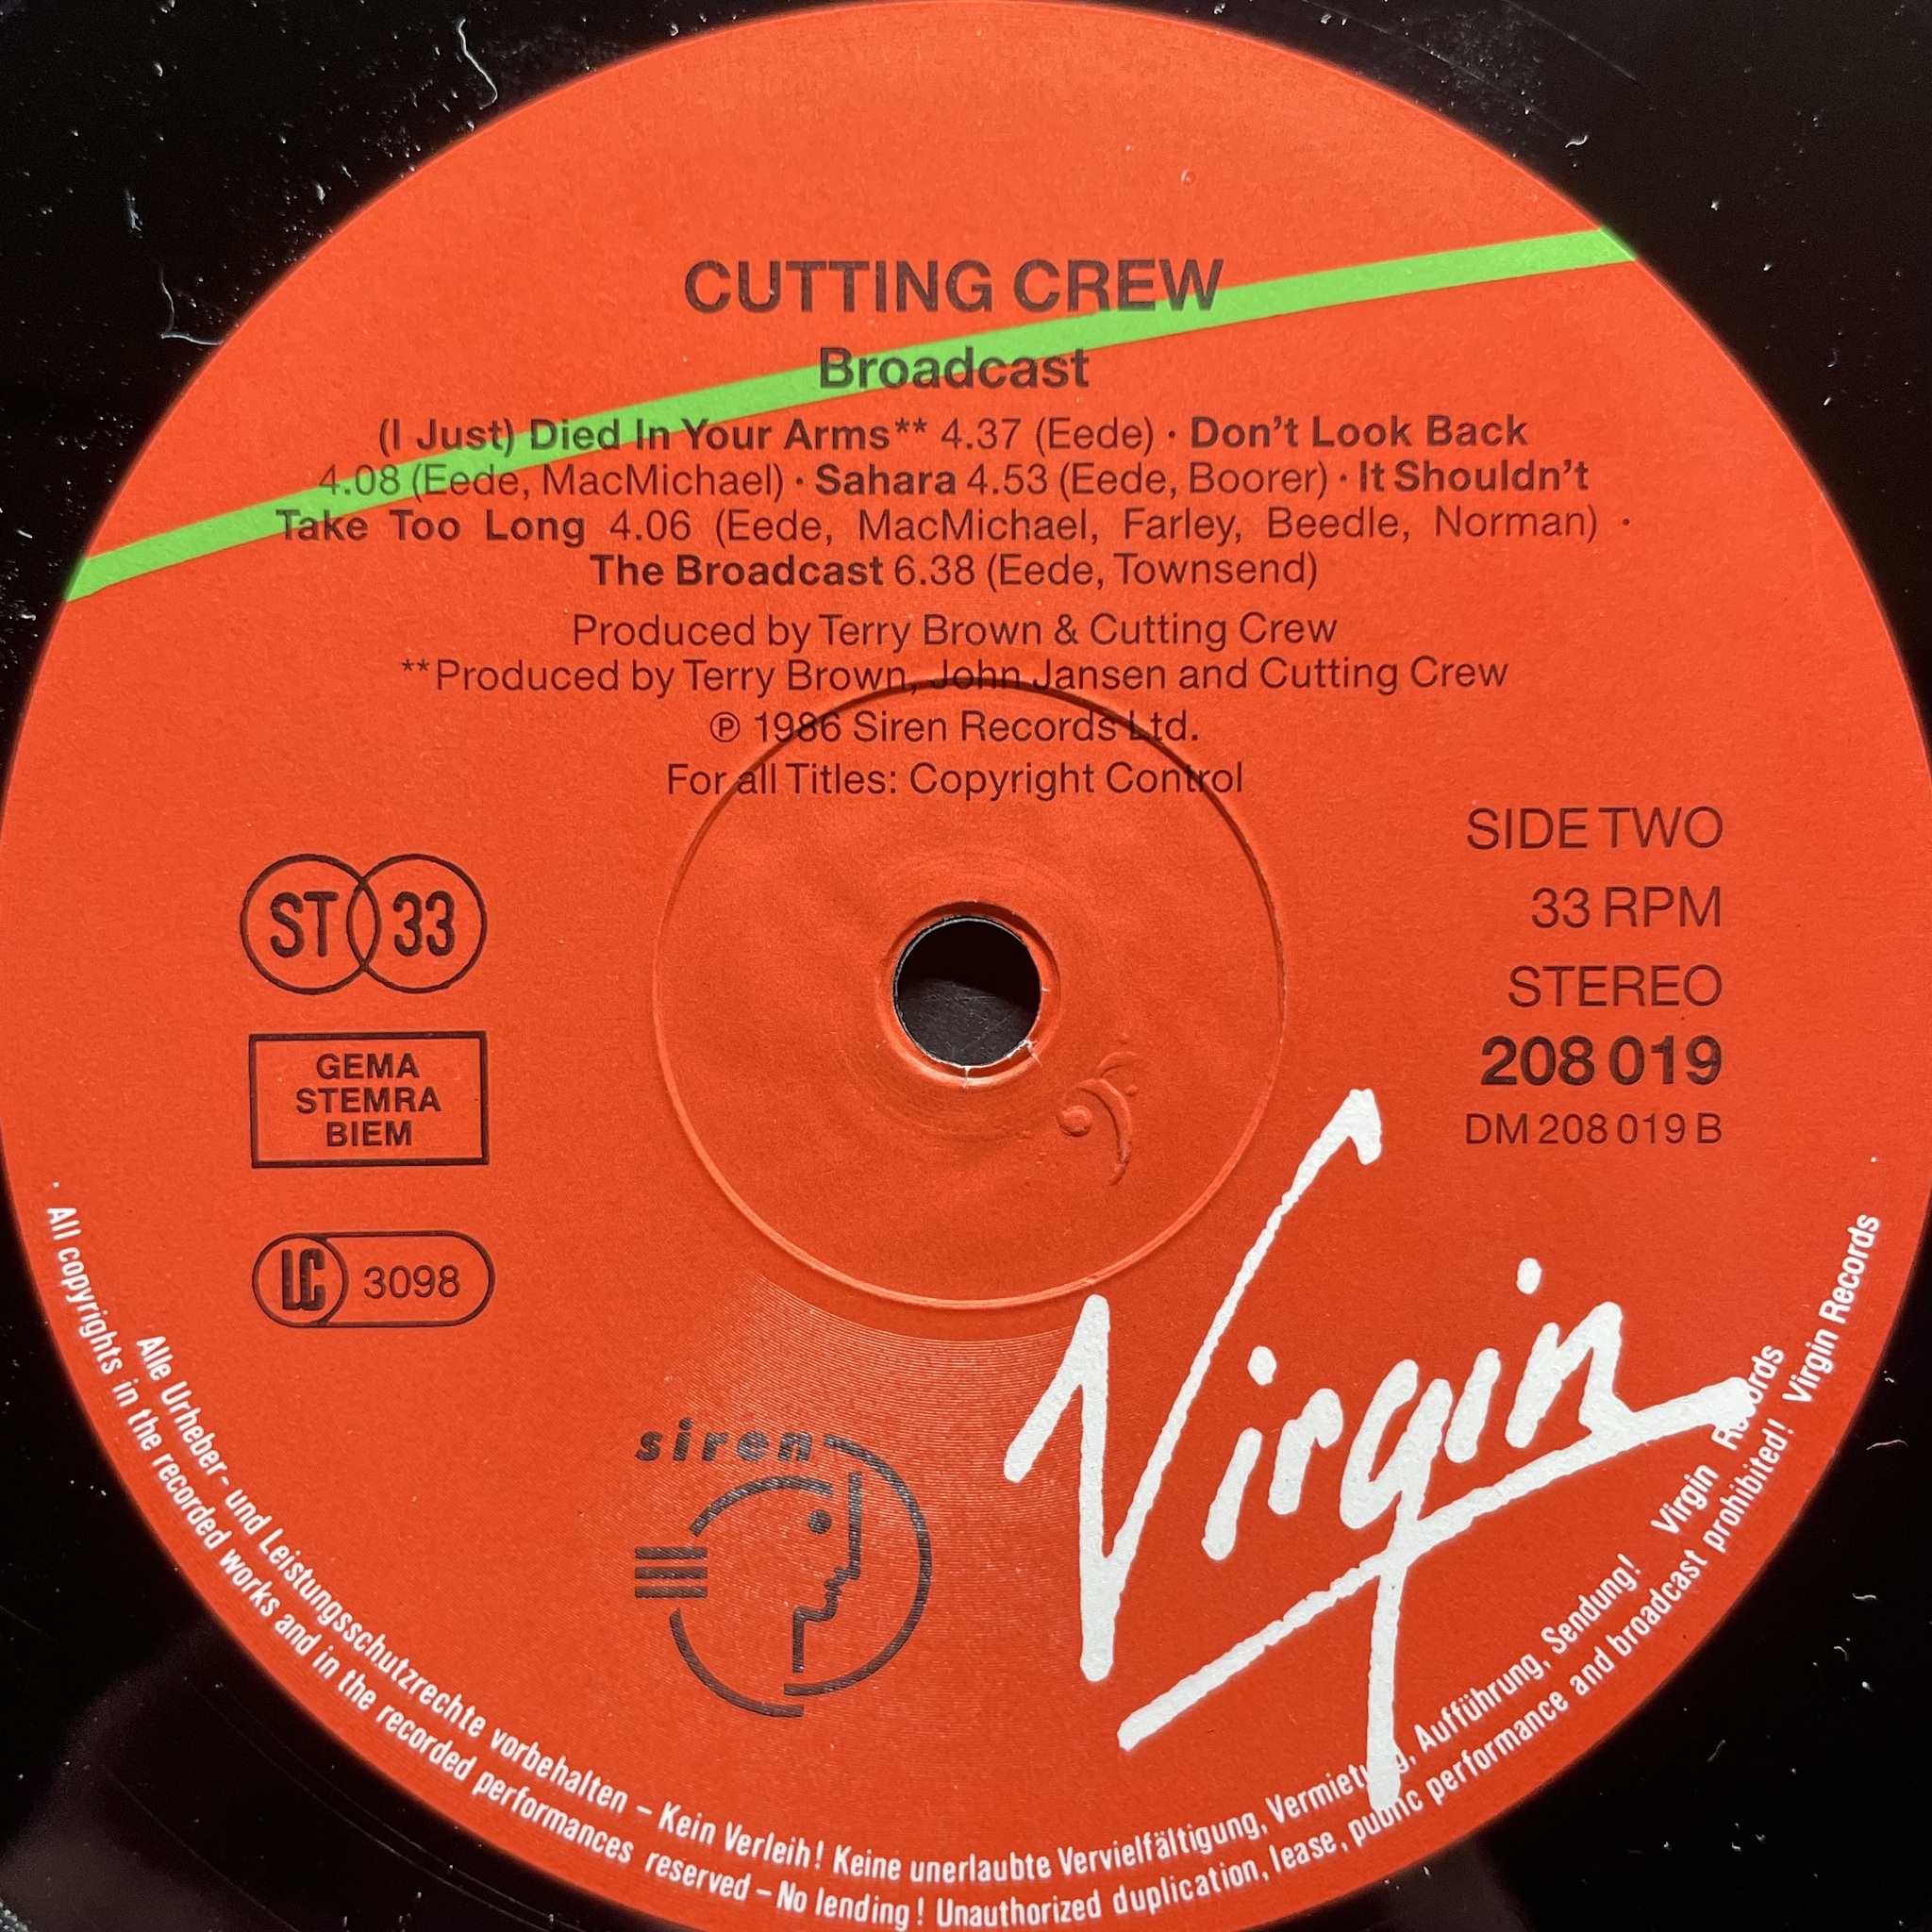 CUTTING CREW
Broadcast
(I Just) Died In Your Arms** 4.37 (Eede) · Don't Look Back
4.08 (Eede, MacMichael) · Sahara 4.53 (Eede, Boorer) · It Shouldn't
Take Too Long 4.06 (Eede, MacMichael, Farley, Beedle, Norman) ·
The Broadcast 6.38 (Eede, Townsend)
Produced by Terry Brown & Cutting Crew
**Produced by Terry Brown, John Jansen and Cutting Crew
℗ 1986 Siren Records Ltd.
For all Titles: Copyright Control
SIDE TWO
33 RPM
STEREO
208 019
DM 208 019 B
ST 33
GEMA
STEMRA
BIEM
LC 3098
siren
Virgin
Alle Urheber- und Leistungsschutzrechte vorbehalten – Kein Verleih! Keine unerlaubte Vervielfältigung, Vermietung, Aufführung, Sendung! Virgin Records
· All copyrights in the recorded works and in the recorded performances reserved – No lending! Unauthorized duplication, lease, public performance and broadcast prohibited! Virgin Records ·